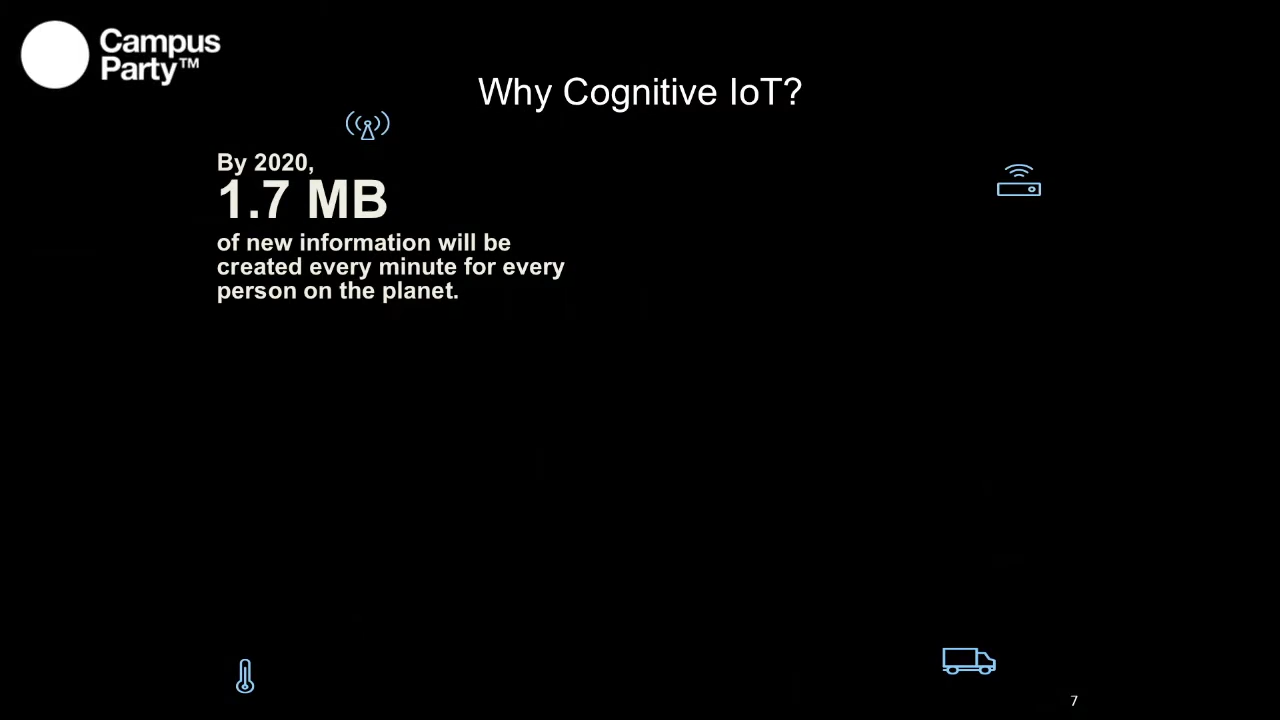 Campus
Party™
Why Cognitive IoT?
By 2020,
1.7 MB
of new information will be
created every minute for every
person on the planet.
7